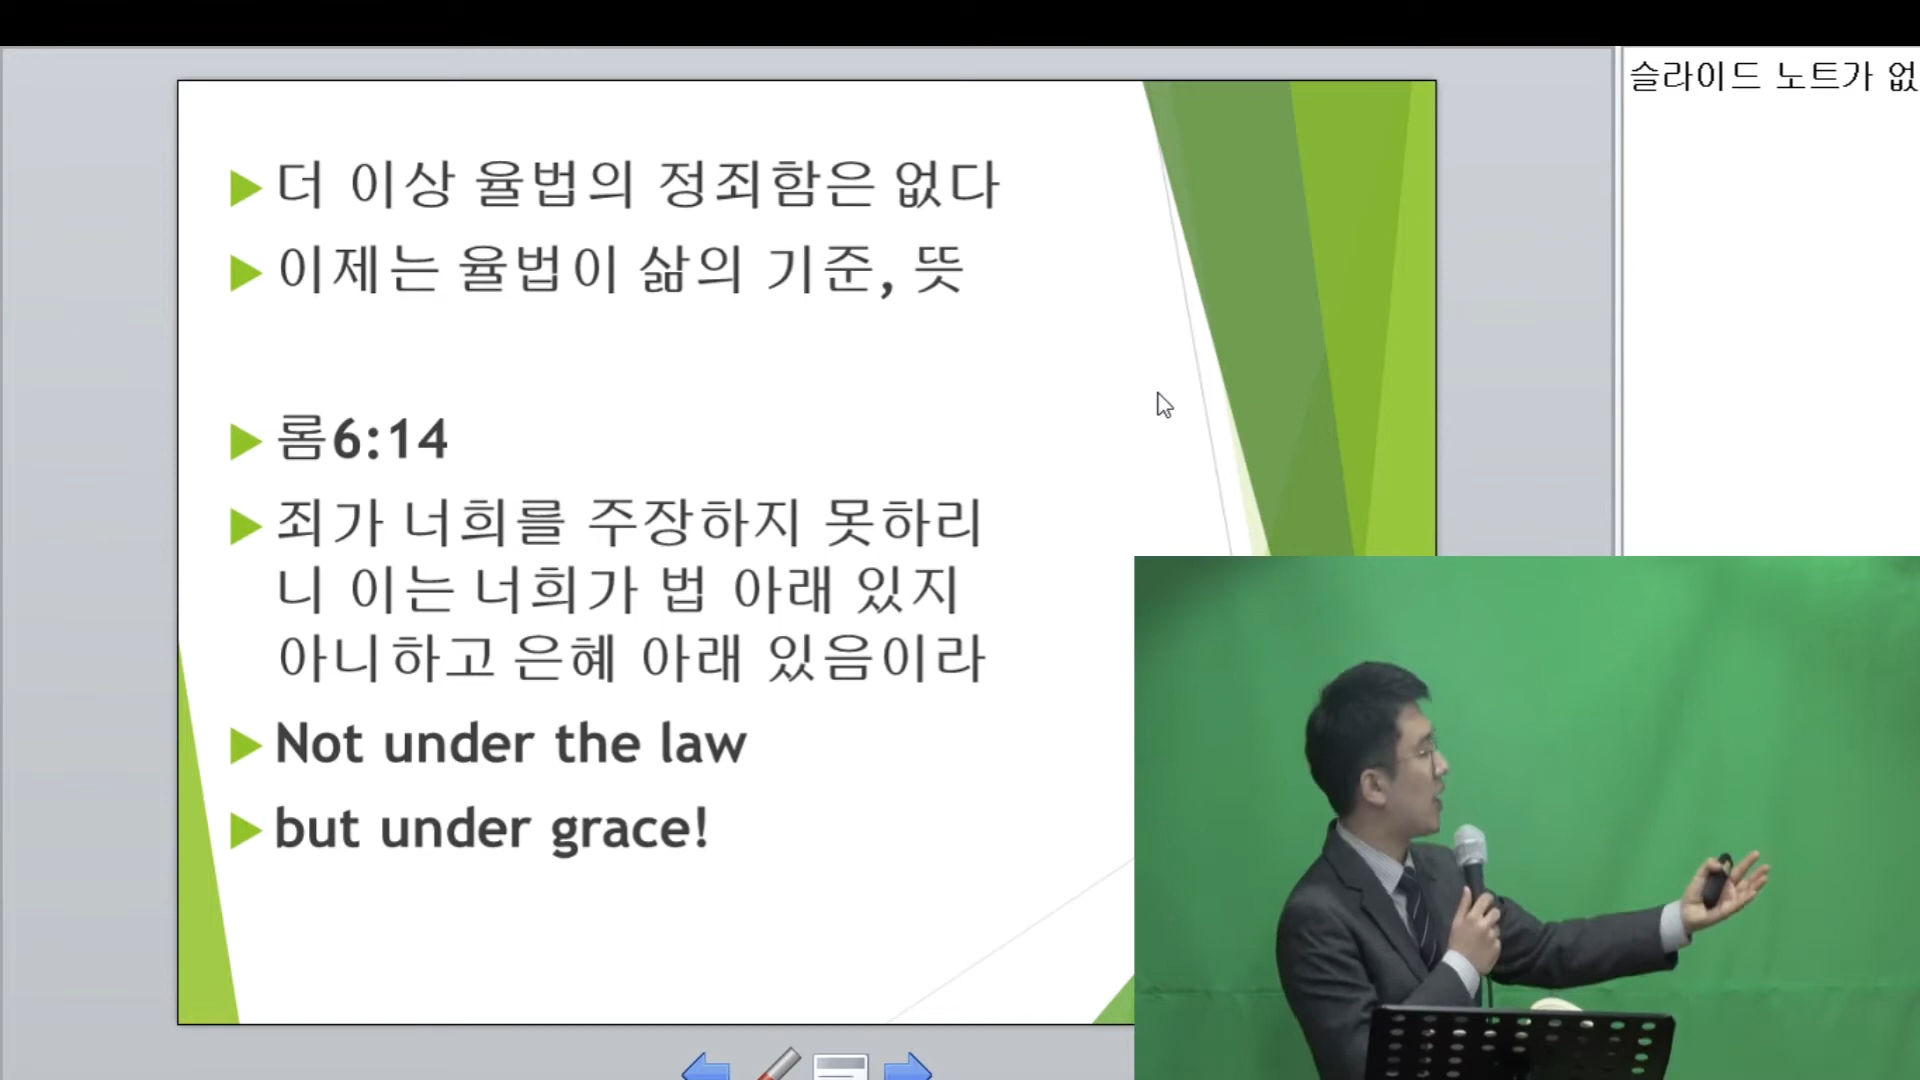 더 이상 율법의 정죄함은 없다
이제는 율법이 삶의 기준, 뜻
롬6:14
죄가 너희를 주장하지 못하리
니 이는 너희가 법 아래 있지
아니하고 은혜 아래 있음이라
Not under the law
but under grace!
슬라이드 노트가 없